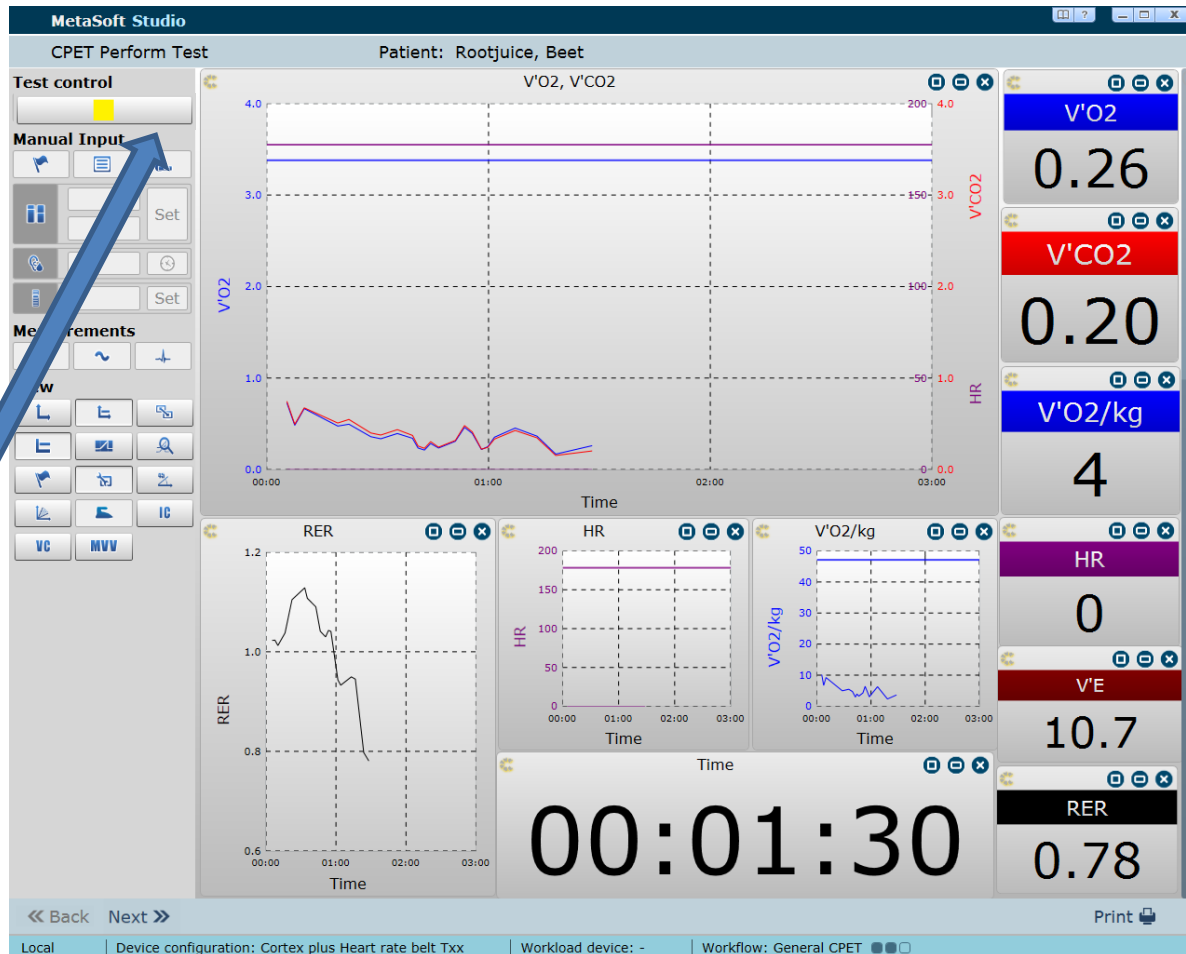 MetaSoft Studio
CPET Perform Test
Patient: Rootjuice, Beet
Test control
Manual Input
Set
Set
IC
VC
MVV
V'O2, V'CO2
4.0
3.0
2.0
1.0
0.0
V'O2
200
150
100
50
0
HR
4.0
3.0
2.0
1.0
0.0
V'CO2
00:00
01:00
02:00
03:00
Time
RER
1.2
1.0
0.8
0.6
RER
00:00
01:00
02:00
03:00
Time
HR
200
150
100
50
0
HR
00:00
01:00
02:00
03:00
Time
V'O2/kg
50
40
30
20
10
0
V'O2/kg
00:00
01:00
02:00
03:00
Time
Time
00:01:30
V'O2
0.26
V'CO2
0.20
V'O2/kg
4
HR
0
V'E
10.7
RER
0.78
Back
Next
Print
Local
Device configuration: Cortex plus Heart rate belt Txx
Workload device: -
Workflow: General CPET